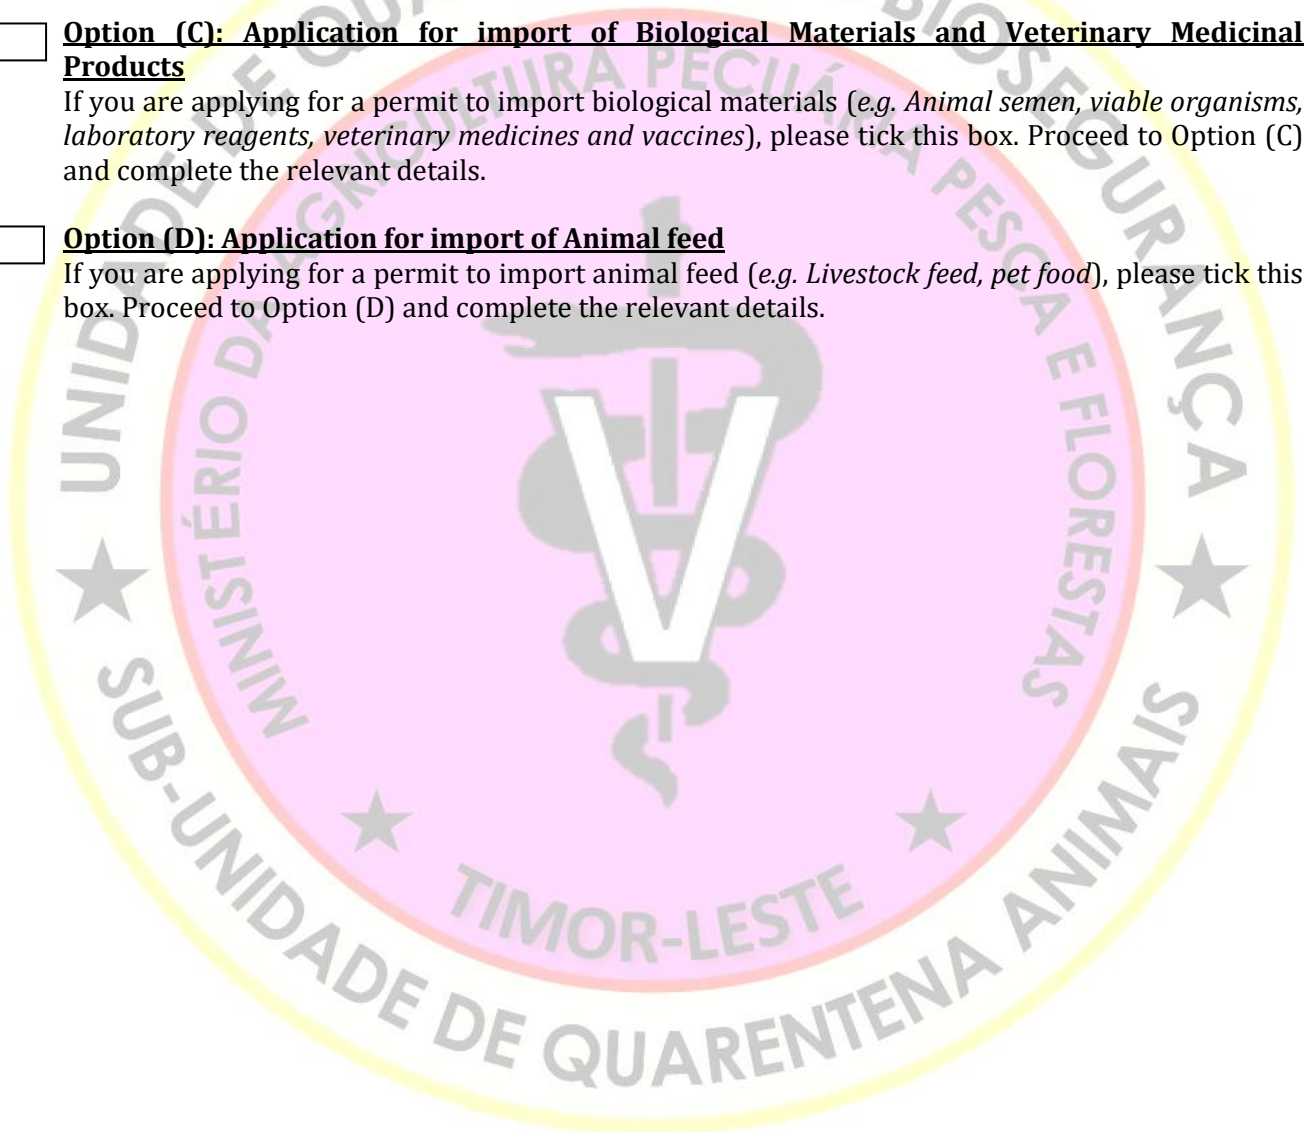 Option (C): Application for import of Biological Materials and Veterinary Medicinal
Products
If you are applying for a permit to import biological materials (e.g. Animal semen, viable organisms,
laboratory reagents, veterinary medicines and vaccines), please tick this box. Proceed to Option (C)
and complete the relevant details.
Option (D): Application for import of Animal feed
If you are applying for a permit to import animal feed (e.g. Livestock feed, pet food), please tick this
box. Proceed to Option (D) and complete the relevant details.
UNIDADE DE
BIOSEGURANÇA
MINISTÉRIO DA AGRICULTURA PECUÁRIA PESCA E FLORESTAS
V
TIMOR-LESTE
SUB-UNIDADE DE QUARENTENA ANIMAIS